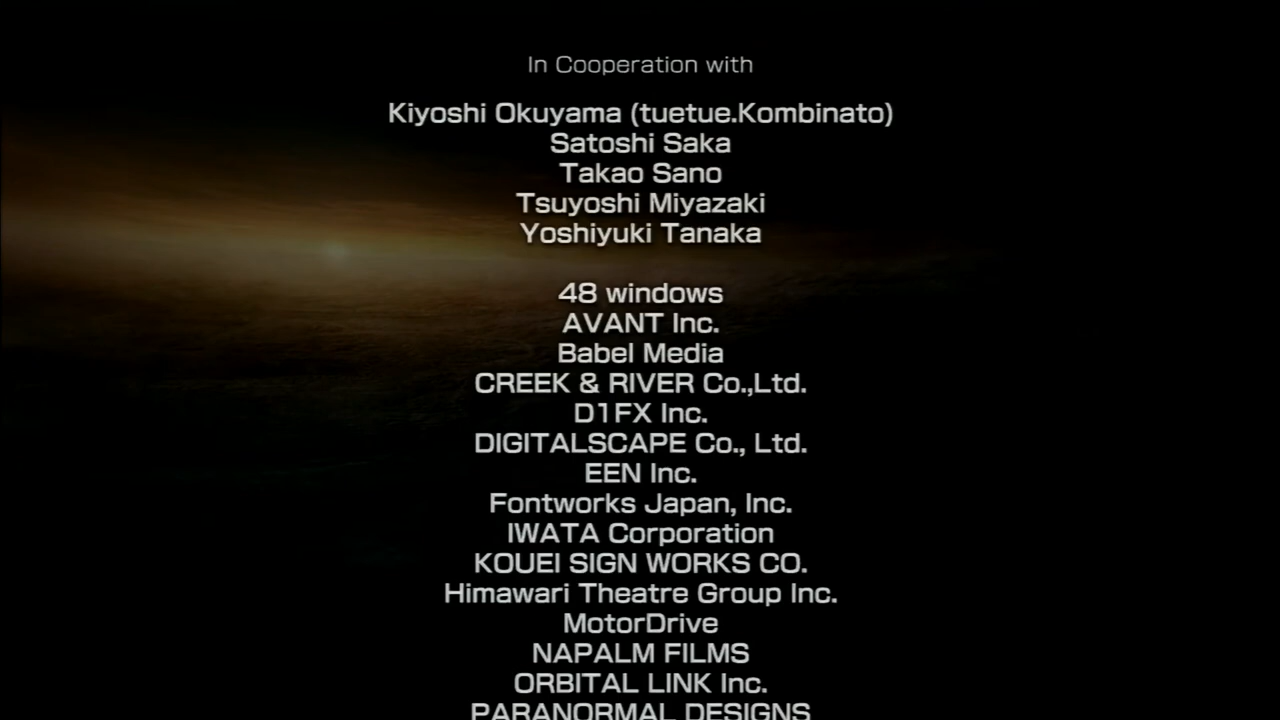 In Cooperation with
Kiyoshi Okuyama (tuetue.Kombinato)
Satoshi Saka
Takao Sano
Tsuyoshi Miyazaki
Yoshiyuki Tanaka
48 windows
AVANT Inc.
Babel Media
CREEK & RIVER Co.,Ltd.
D1FX Inc.
DIGITALSCAPE Co., Ltd.
EEN Inc.
Fontworks Japan, Inc.
IWATA Corporation
KOUEI SIGN WORKS CO.
Himawari Theatre Group Inc.
MotorDrive
NAPALM FILMS
ORBITAL LINK Inc.
PARANORMAL DESIGNS